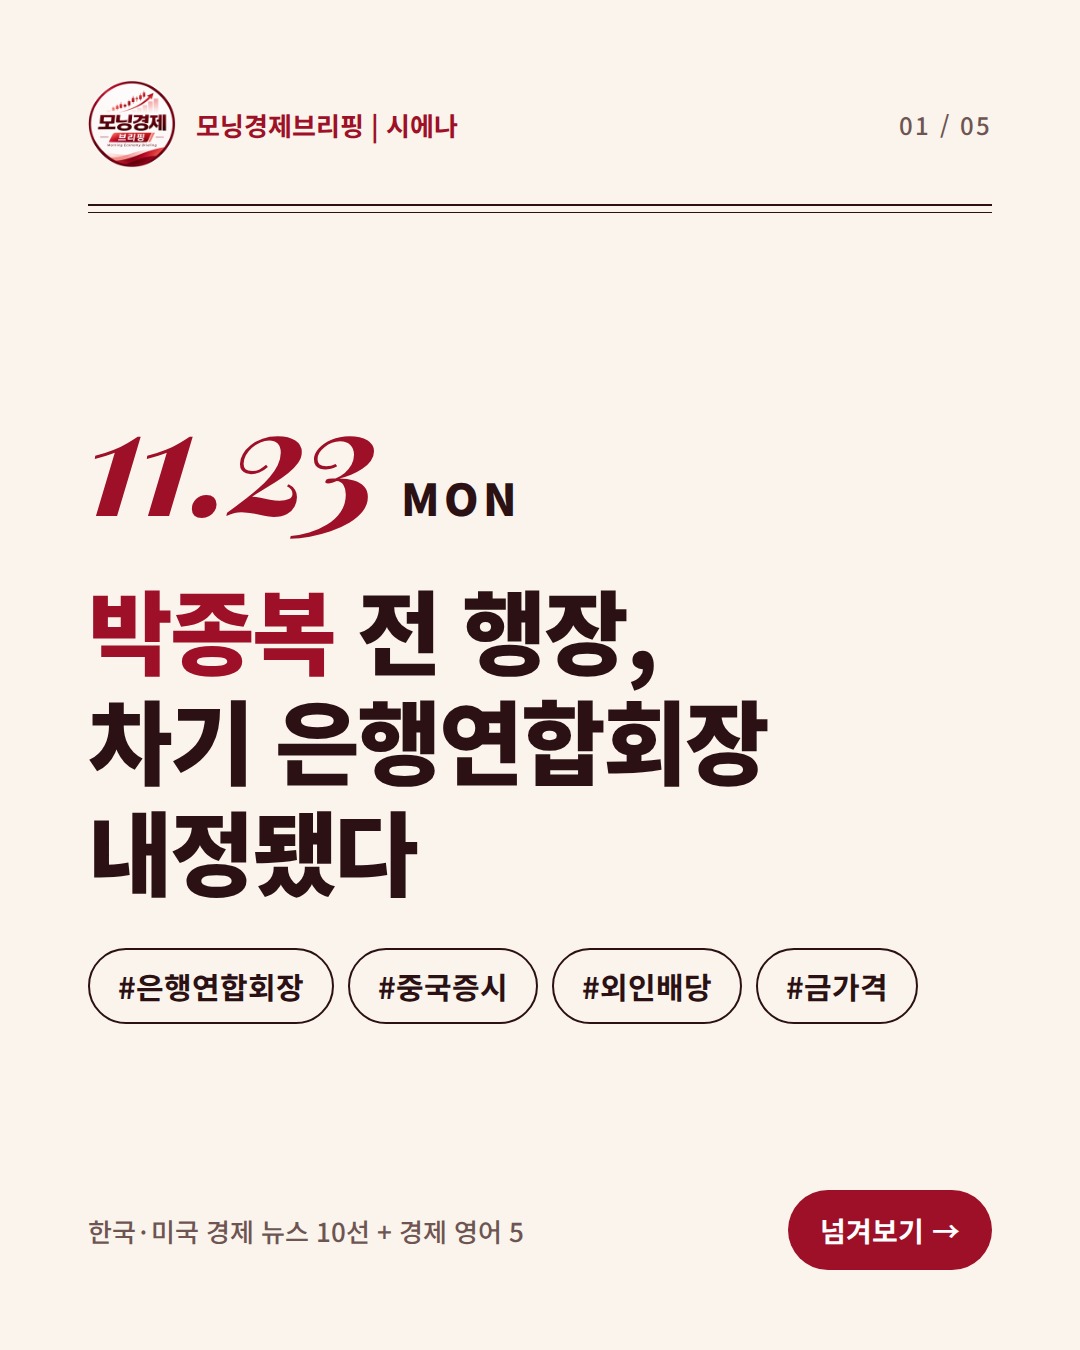 모닝경제
브리핑
Morning Economy Briefing
모닝경제브리핑 | 시에나
01 / 05
11.23 MON
박종복 전 행장,
차기 은행연합회장
내정됐다
#은행연합회장 #중국증시 #외인배당 #금가격
한국·미국 경제 뉴스 10선 + 경제 영어 5
넘겨보기 →